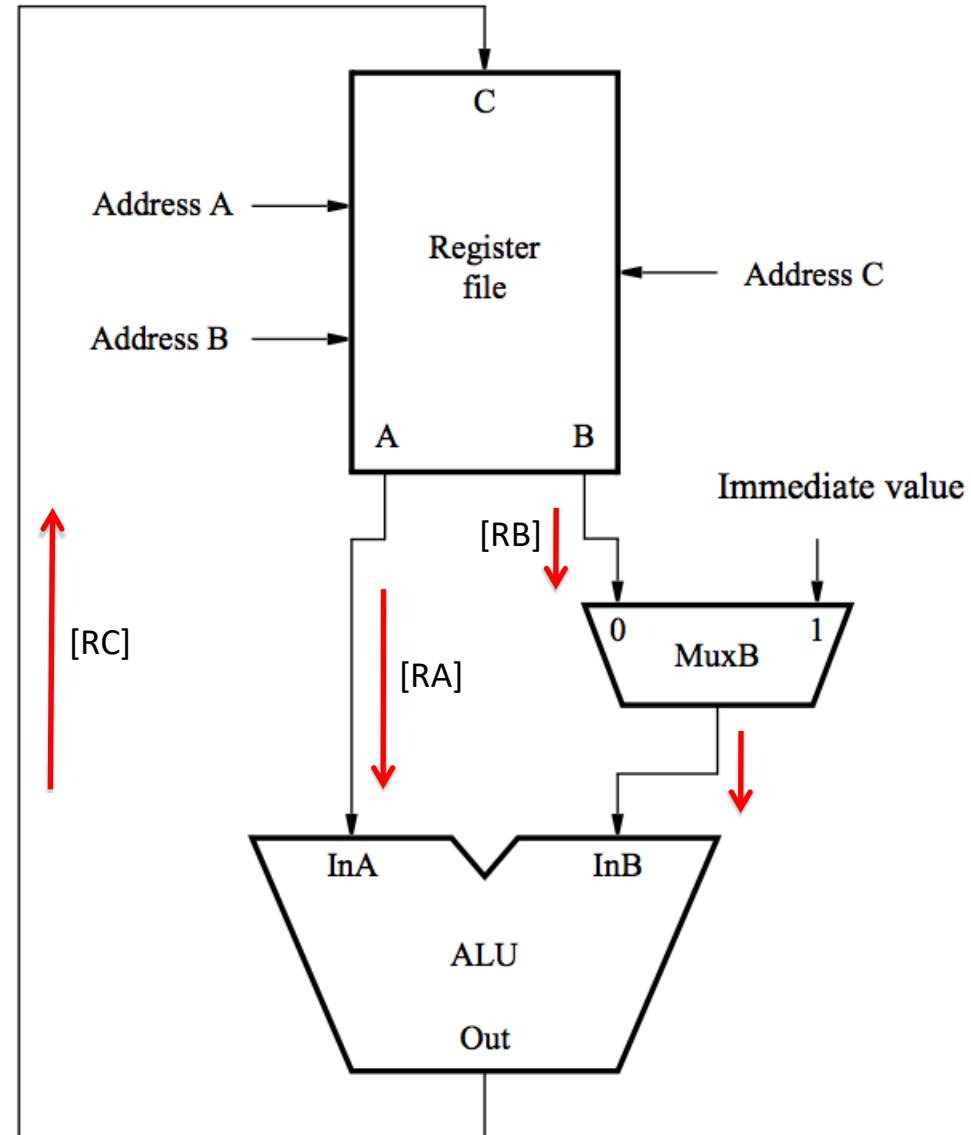 C
Address A
Register
file
Address C
Address B
A
B
Immediate value
[RB]
0
1
MuxB
[RC]
[RA]
InA
InB
ALU
Out